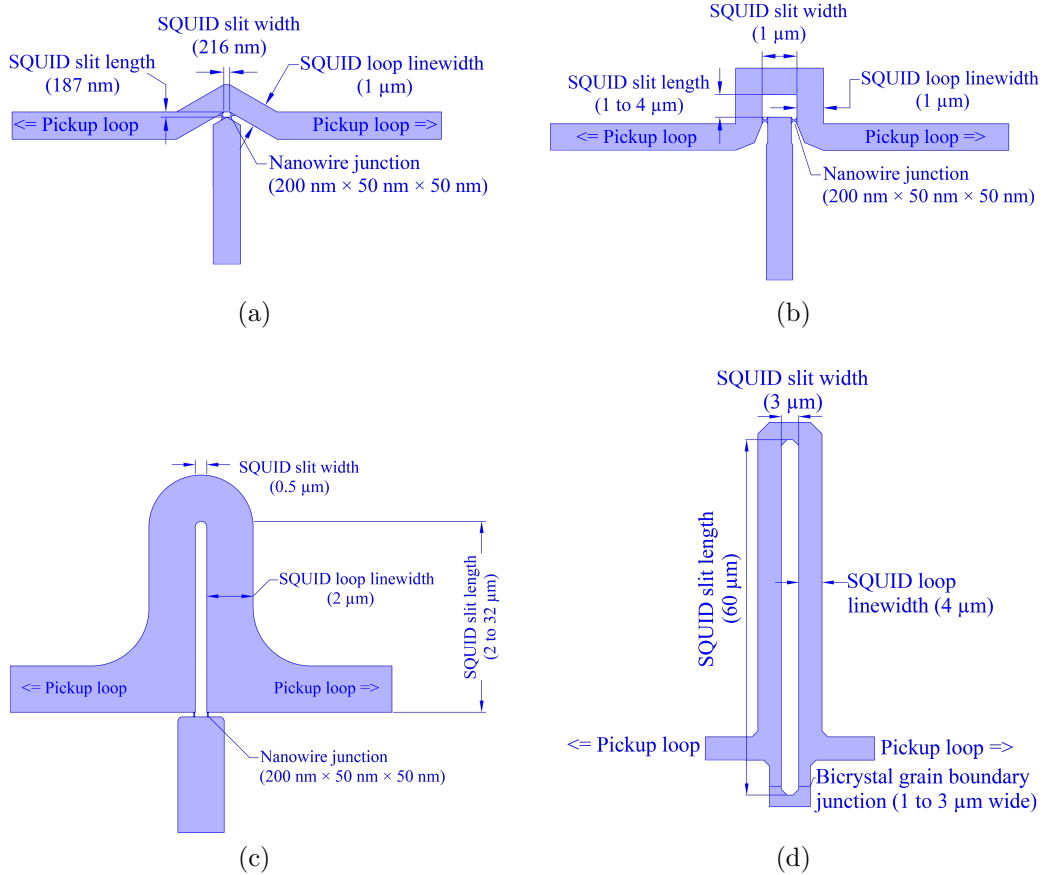 SQUID slit width
(216 nm)
SQUID slit length
(187 nm)
SQUID loop linewidth
(1 µm)
<= Pickup loop
Pickup loop =>
Nanowire junction
(200 nm × 50 nm × 50 nm)
(a)
SQUID slit width
(1 µm)
SQUID slit length
(1 to 4 µm)
SQUID loop linewidth
(1 µm)
<= Pickup loop
Pickup loop =>
Nanowire junction
(200 nm × 50 nm × 50 nm)
(b)
SQUID slit width
(0.5 µm)
SQUID loop linewidth
(2 µm)
SQUID slit length
(2 to 32 µm)
<= Pickup loop
Pickup loop =>
Nanowire junction
(200 nm × 50 nm × 50 nm)
(c)
SQUID slit width
(3 µm)
SQUID slit length
(60 µm)
SQUID loop
linewidth (4 µm)
<= Pickup loop
Pickup loop =>
Bicrystal grain boundary
junction (1 to 3 µm wide)
(d)